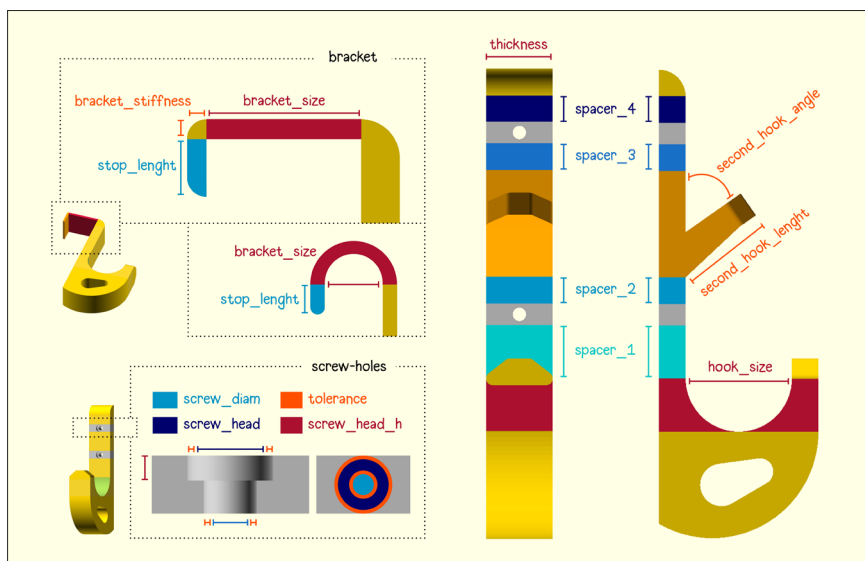 bracket
bracket_stiffness
bracket_size
stop_lenght
bracket_size
stop_lenght
screw-holes
screw_diam
tolerance
screw_head
screw_head_h
thickness
spacer_4
spacer_3
spacer_2
spacer_1
second_hook_angle
second_hook_lenght
hook_size